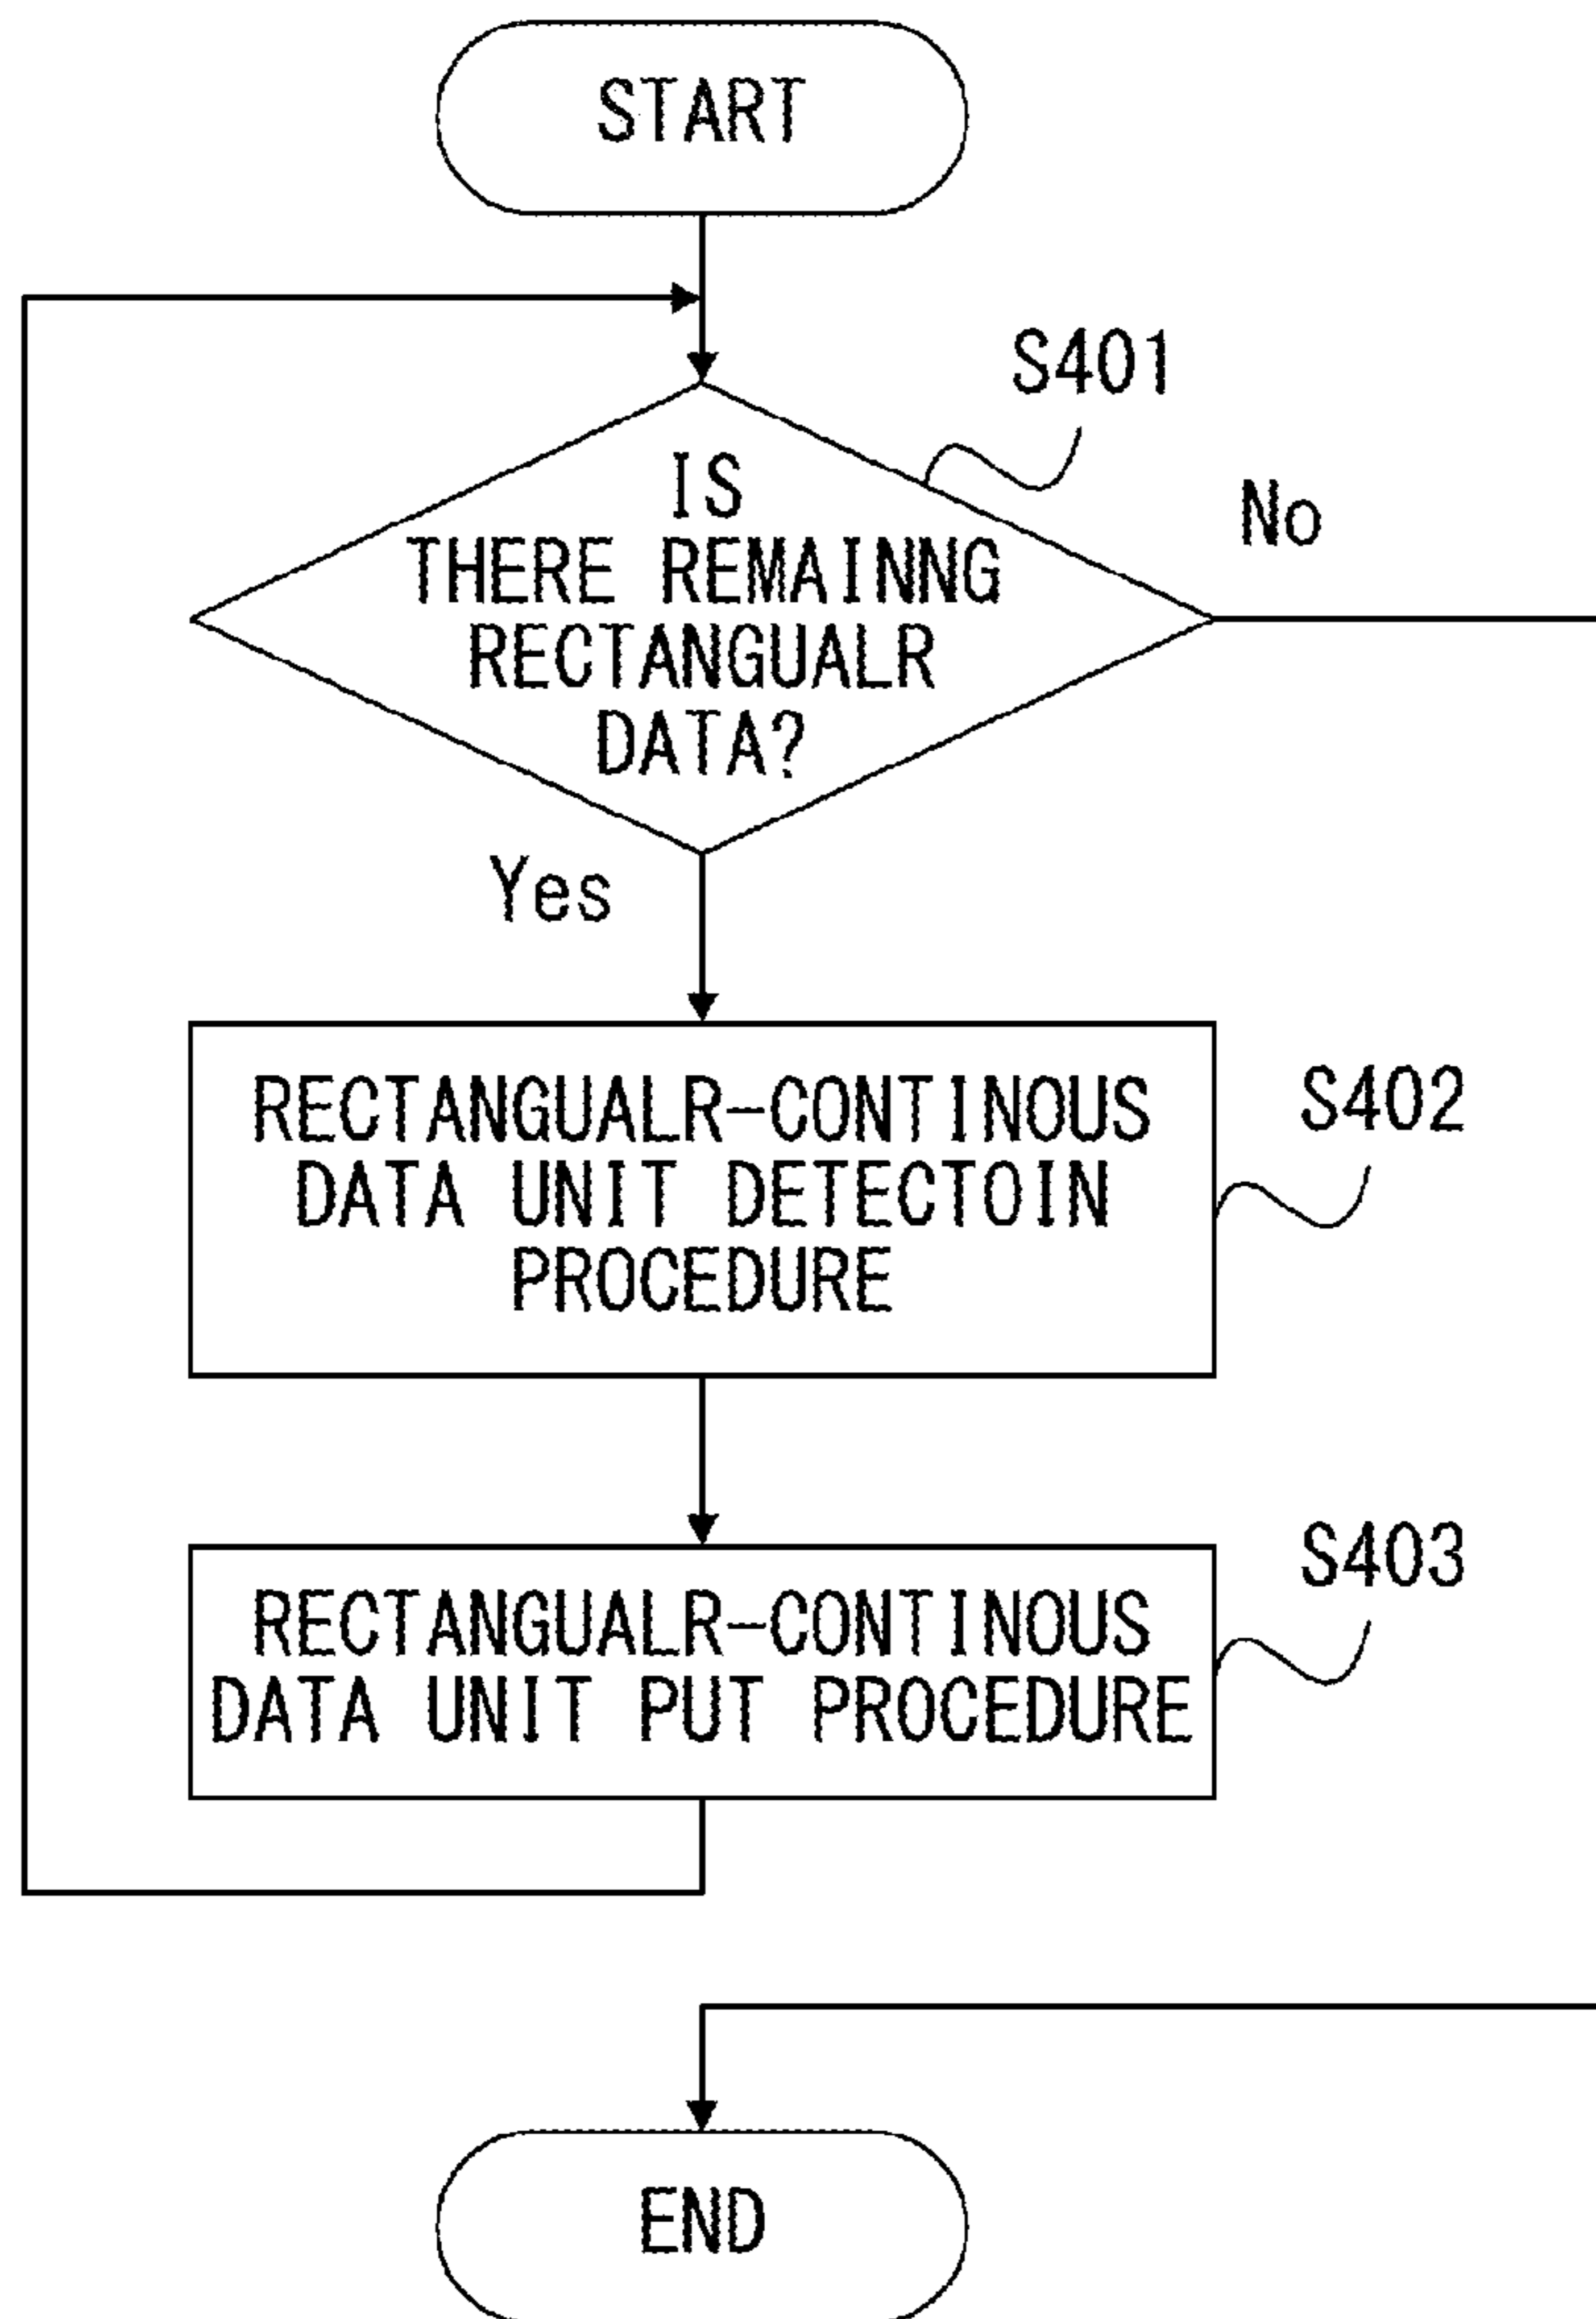 START
S401
IS
THERE REMAINNG
RECTANGUALR
DATA?
No
Yes
RECTANGUALR-CONTINOUS
DATA UNIT DETECTOIN
PROCEDURE
S402
RECTANGUALR-CONTINOUS
DATA UNIT PUT PROCEDURE
S403
END